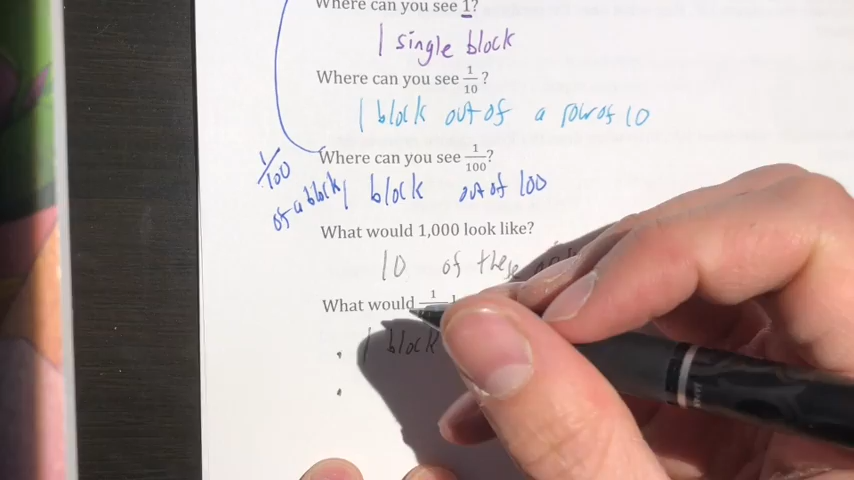 Where can you see 1?
1 single block
Where can you see 1/10?
1 block out of a row of 10
Where can you see 1/100?
1/100
of a block
1 block out of 100
What would 1,000 look like?
10 of these
What would 1
1 block